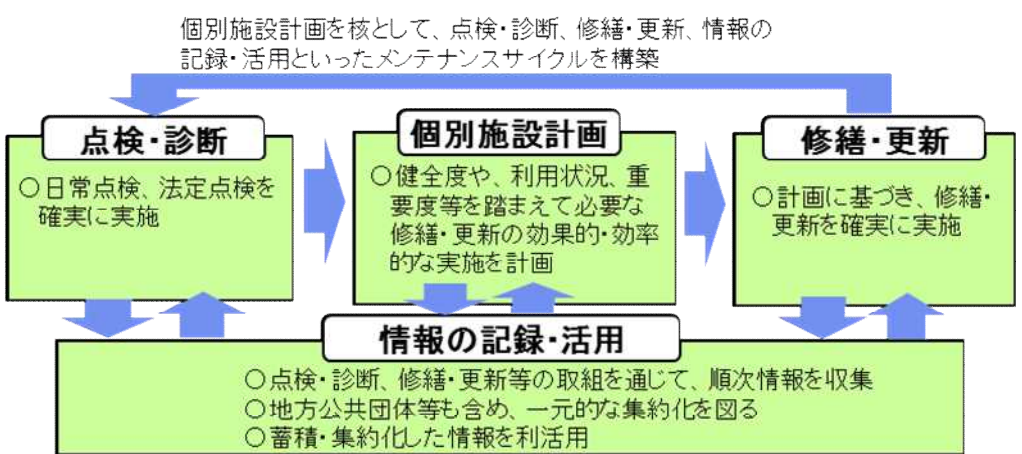 個別施設計画を核として、点検・診断、修繕・更新、情報の
記録・活用といったメンテナンスサイクルを構築
点検・診断
○日常点検、法定点検を
確実に実施
個別施設計画
○健全度や、利用状況、重
要度等を踏まえて必要な
修繕・更新の効果的・効率
的な実施を計画
修繕・更新
○計画に基づき、修繕・
更新を確実に実施
情報の記録・活用
○点検・診断、修繕・更新等の取組を通じて、順次情報を収集
○地方公共団体等も含め、一元的な集約化を図る
○蓄積・集約化した情報を利活用